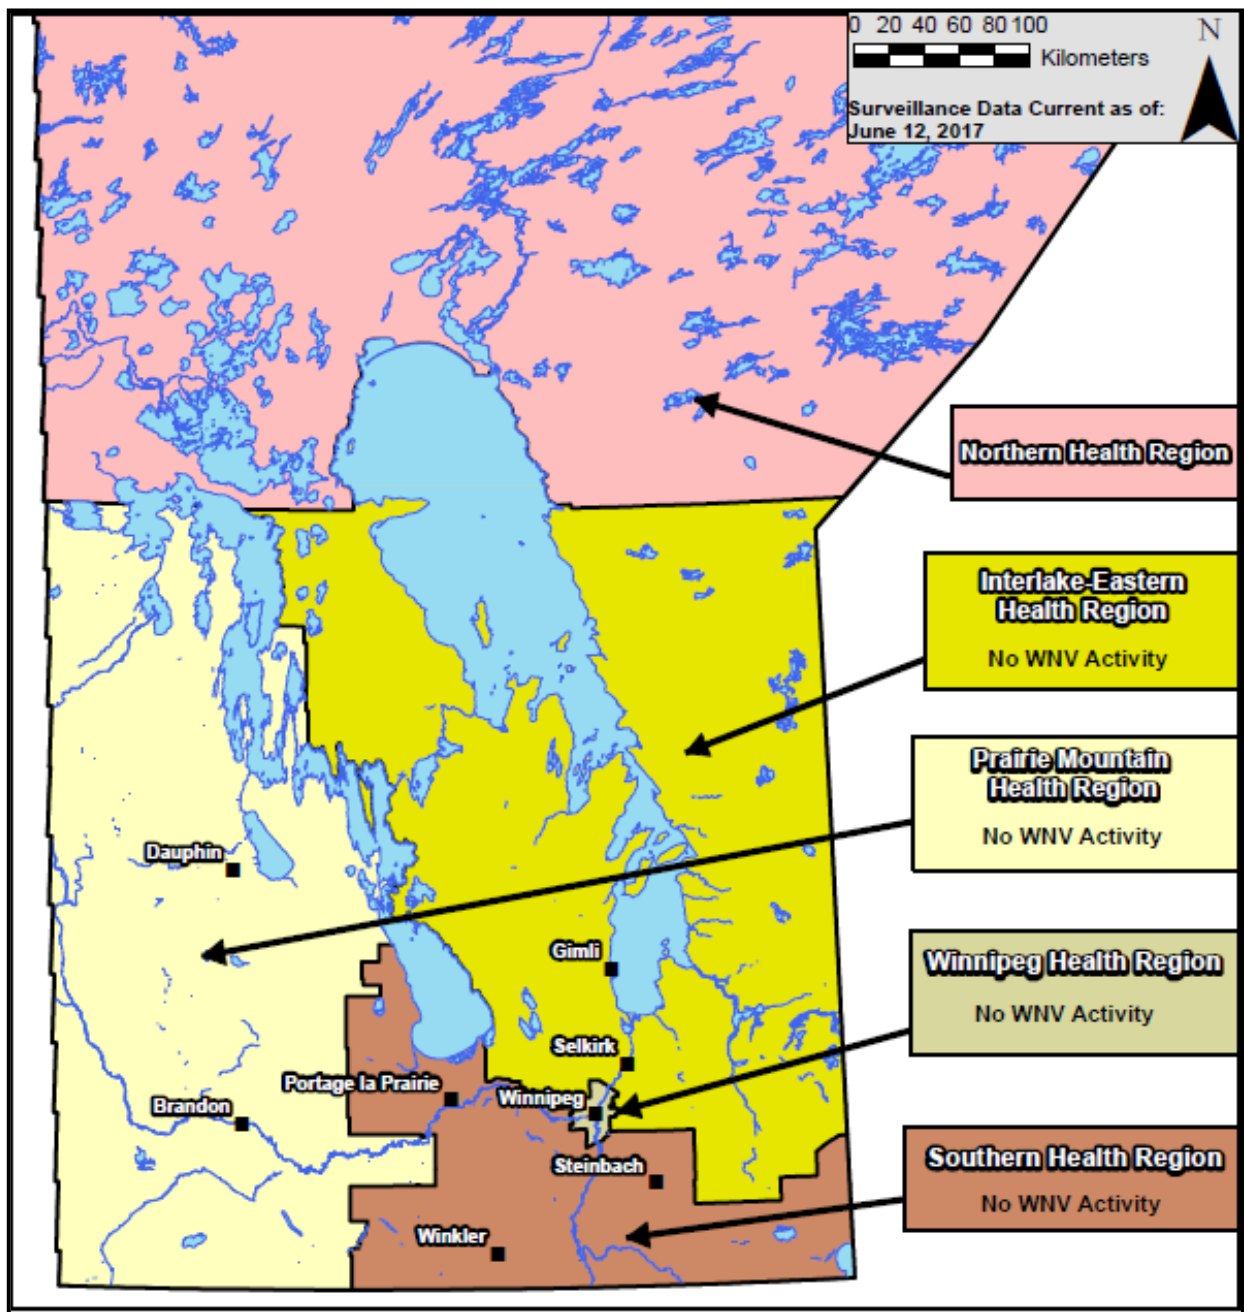 0 20 40 60 80 100
N
Kilometers
Surveillance Data Current as of:
June 12, 2017
Northern Health Region
Interlake-Eastern
Health Region
No WNV Activity
Prairie Mountain
Health Region
No WNV Activity
Dauphin
Gimli
Winnipeg Health Region
No WNV Activity
Selkirk
Portage la Prairie
Winnipeg
Brandon
Steinbach
Southern Health Region
No WNV Activity
Winkler